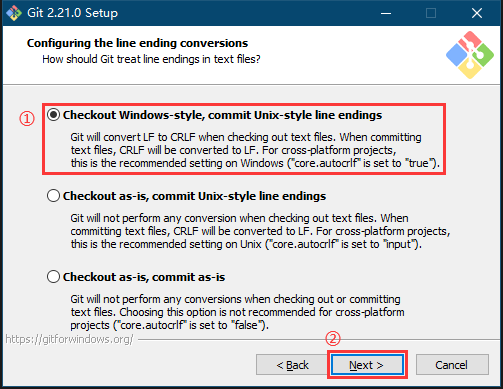 Git 2.21.0 Setup
Configuring the line ending conversions
How should Git treat line endings in text files?
① Checkout Windows-style, commit Unix-style line endings
Git will convert LF to CRLF when checking out text files. When committing
text files, CRLF will be converted to LF. For cross-platform projects,
this is the recommended setting on Windows ("core.autocrlf" is set to "true").
Checkout as-is, commit Unix-style line endings
Git will not perform any conversion when checking out text files. When
committing text files, CRLF will be converted to LF. For cross-platform projects,
this is the recommended setting on Unix ("core.autocrlf" is set to "input").
Checkout as-is, commit as-is
Git will not perform any conversions when checking out or committing
text files. Choosing this option is not recommended for cross-platform
projects ("core.autocrlf" is set to "false").
https://gitforwindows.org/
②
< Back Next > Cancel